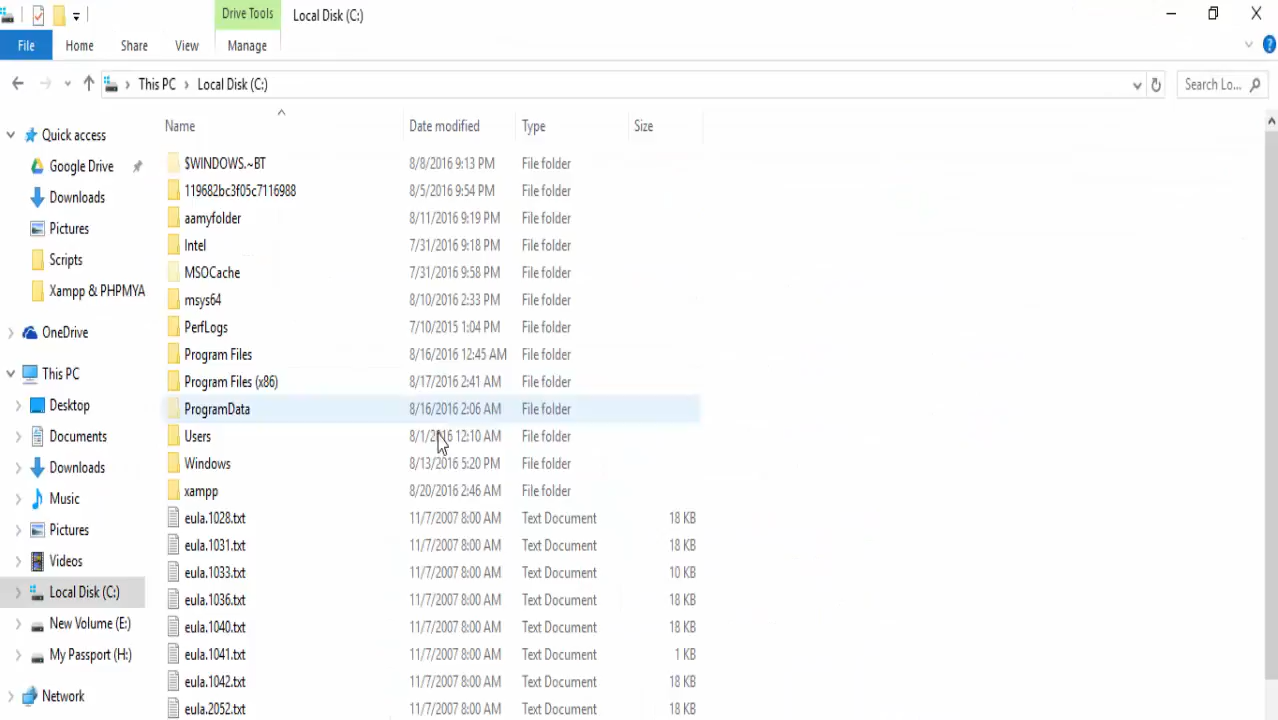 Drive Tools
Local Disk (C:)
File
Home
Share
View
Manage
This PC
Local Disk (C:)
Search Lo...
Quick access
Google Drive
Downloads
Pictures
Scripts
Xampp & PHPMYA
OneDrive
This PC
Desktop
Documents
Downloads
Music
Pictures
Videos
Local Disk (C:)
New Volume (E:)
My Passport (H:)
Network
Name Date modified Type Size
$WINDOWS.~BT 8/8/2016 9:13 PM File folder
119682bc3f05c7116988 8/5/2016 9:54 PM File folder
aamyfolder 8/11/2016 9:19 PM File folder
Intel 7/31/2016 9:18 PM File folder
MSOCache 7/31/2016 9:58 PM File folder
msys64 8/10/2016 2:33 PM File folder
PerfLogs 7/10/2015 1:04 PM File folder
Program Files 8/16/2016 12:45 AM File folder
Program Files (x86) 8/17/2016 2:41 AM File folder
ProgramData 8/16/2016 2:06 AM File folder
Users 8/1/2016 12:10 AM File folder
Windows 8/13/2016 5:20 PM File folder
xampp 8/20/2016 2:46 AM File folder
eula.1028.txt 11/7/2007 8:00 AM Text Document 18 KB
eula.1031.txt 11/7/2007 8:00 AM Text Document 18 KB
eula.1033.txt 11/7/2007 8:00 AM Text Document 10 KB
eula.1036.txt 11/7/2007 8:00 AM Text Document 18 KB
eula.1040.txt 11/7/2007 8:00 AM Text Document 18 KB
eula.1041.txt 11/7/2007 8:00 AM Text Document 1 KB
eula.1042.txt 11/7/2007 8:00 AM Text Document 18 KB
eula.2052.txt 11/7/2007 8:00 AM Text Document 18 KB